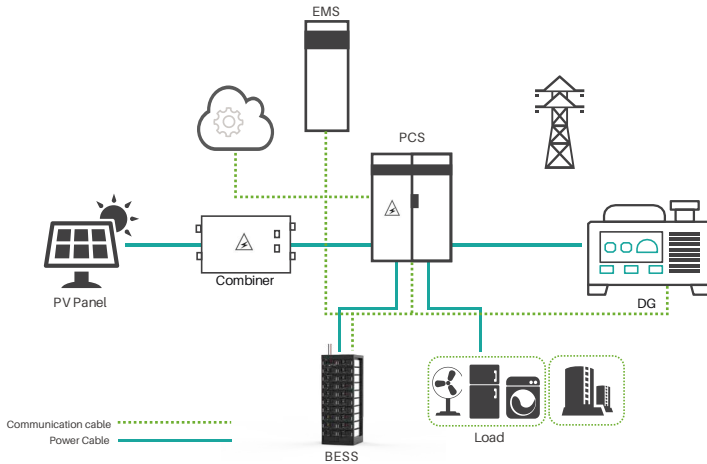 EMS
PCS
PV Panel
Combiner
DG
Load
Communication cable
Power Cable
BESS